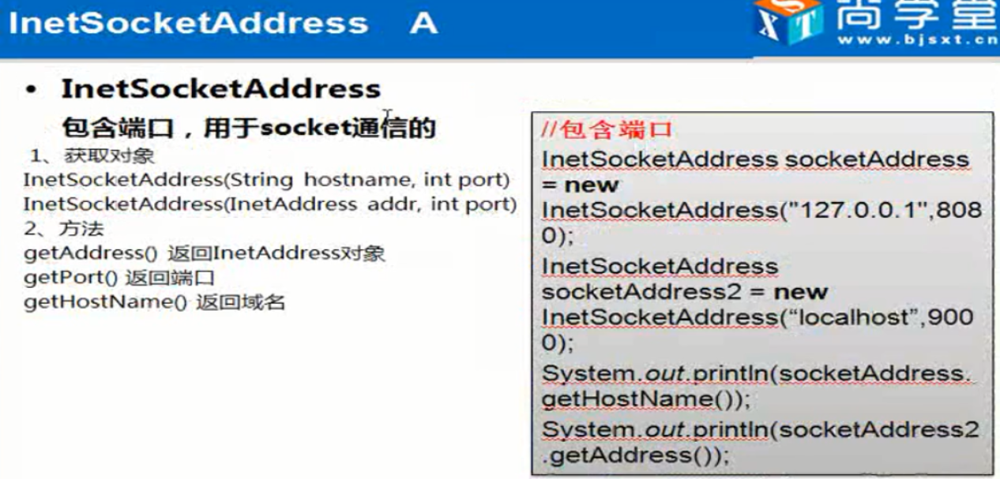 InetSocketAddress A
XST 尚学堂
www.bjsxt.cn
• InetSocketAddress
包含端口，用于socket通信的
1、获取对象
InetSocketAddress(String hostname, int port)
InetSocketAddress(InetAddress addr, int port)
2、方法
getAddress() 返回InetAddress对象
getPort() 返回端口
getHostName() 返回域名
//包含端口
InetSocketAddress socketAddress
= new
InetSocketAddress("127.0.0.1",808
0);
InetSocketAddress
socketAddress2 = new
InetSocketAddress(“localhost”,900
0);
System.out.println(socketAddress.
getHostName());
System.out.println(socketAddress2
.getAddress());